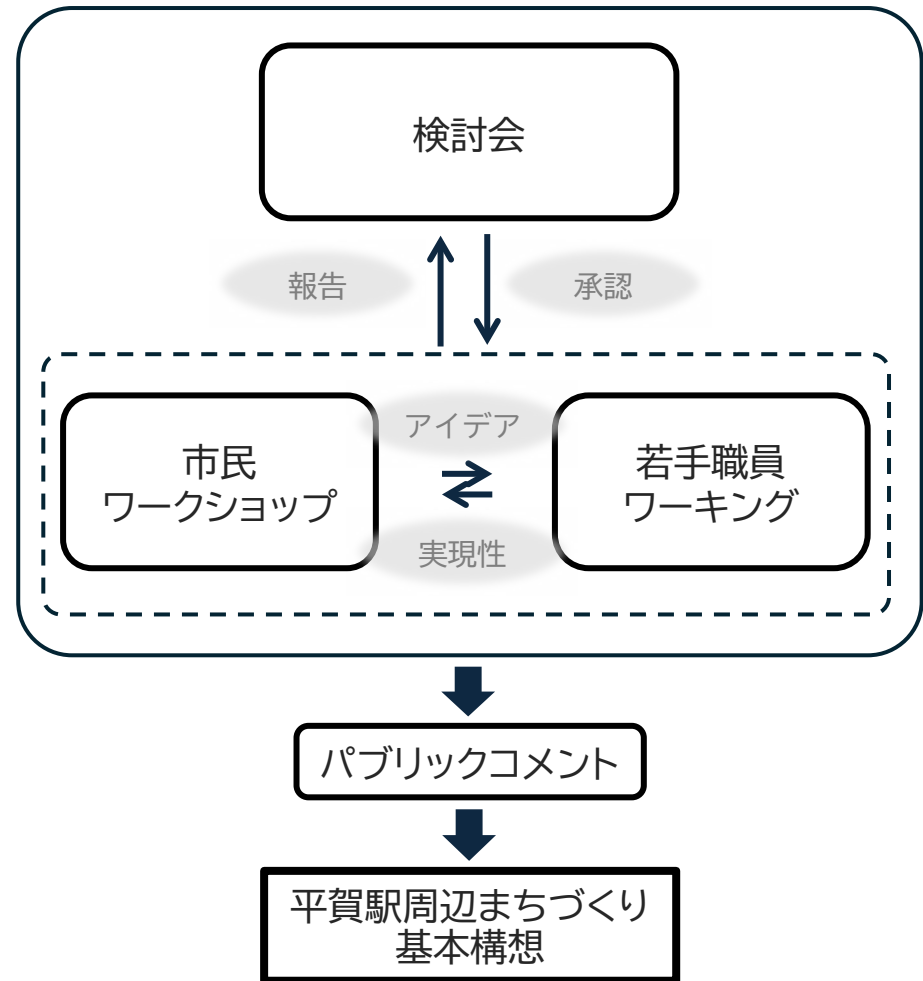 検討会
報告
承認
アイデア
市民
ワークショップ
若手職員
ワーキング
実現性
パブリックコメント
平賀駅周辺まちづくり
基本構想